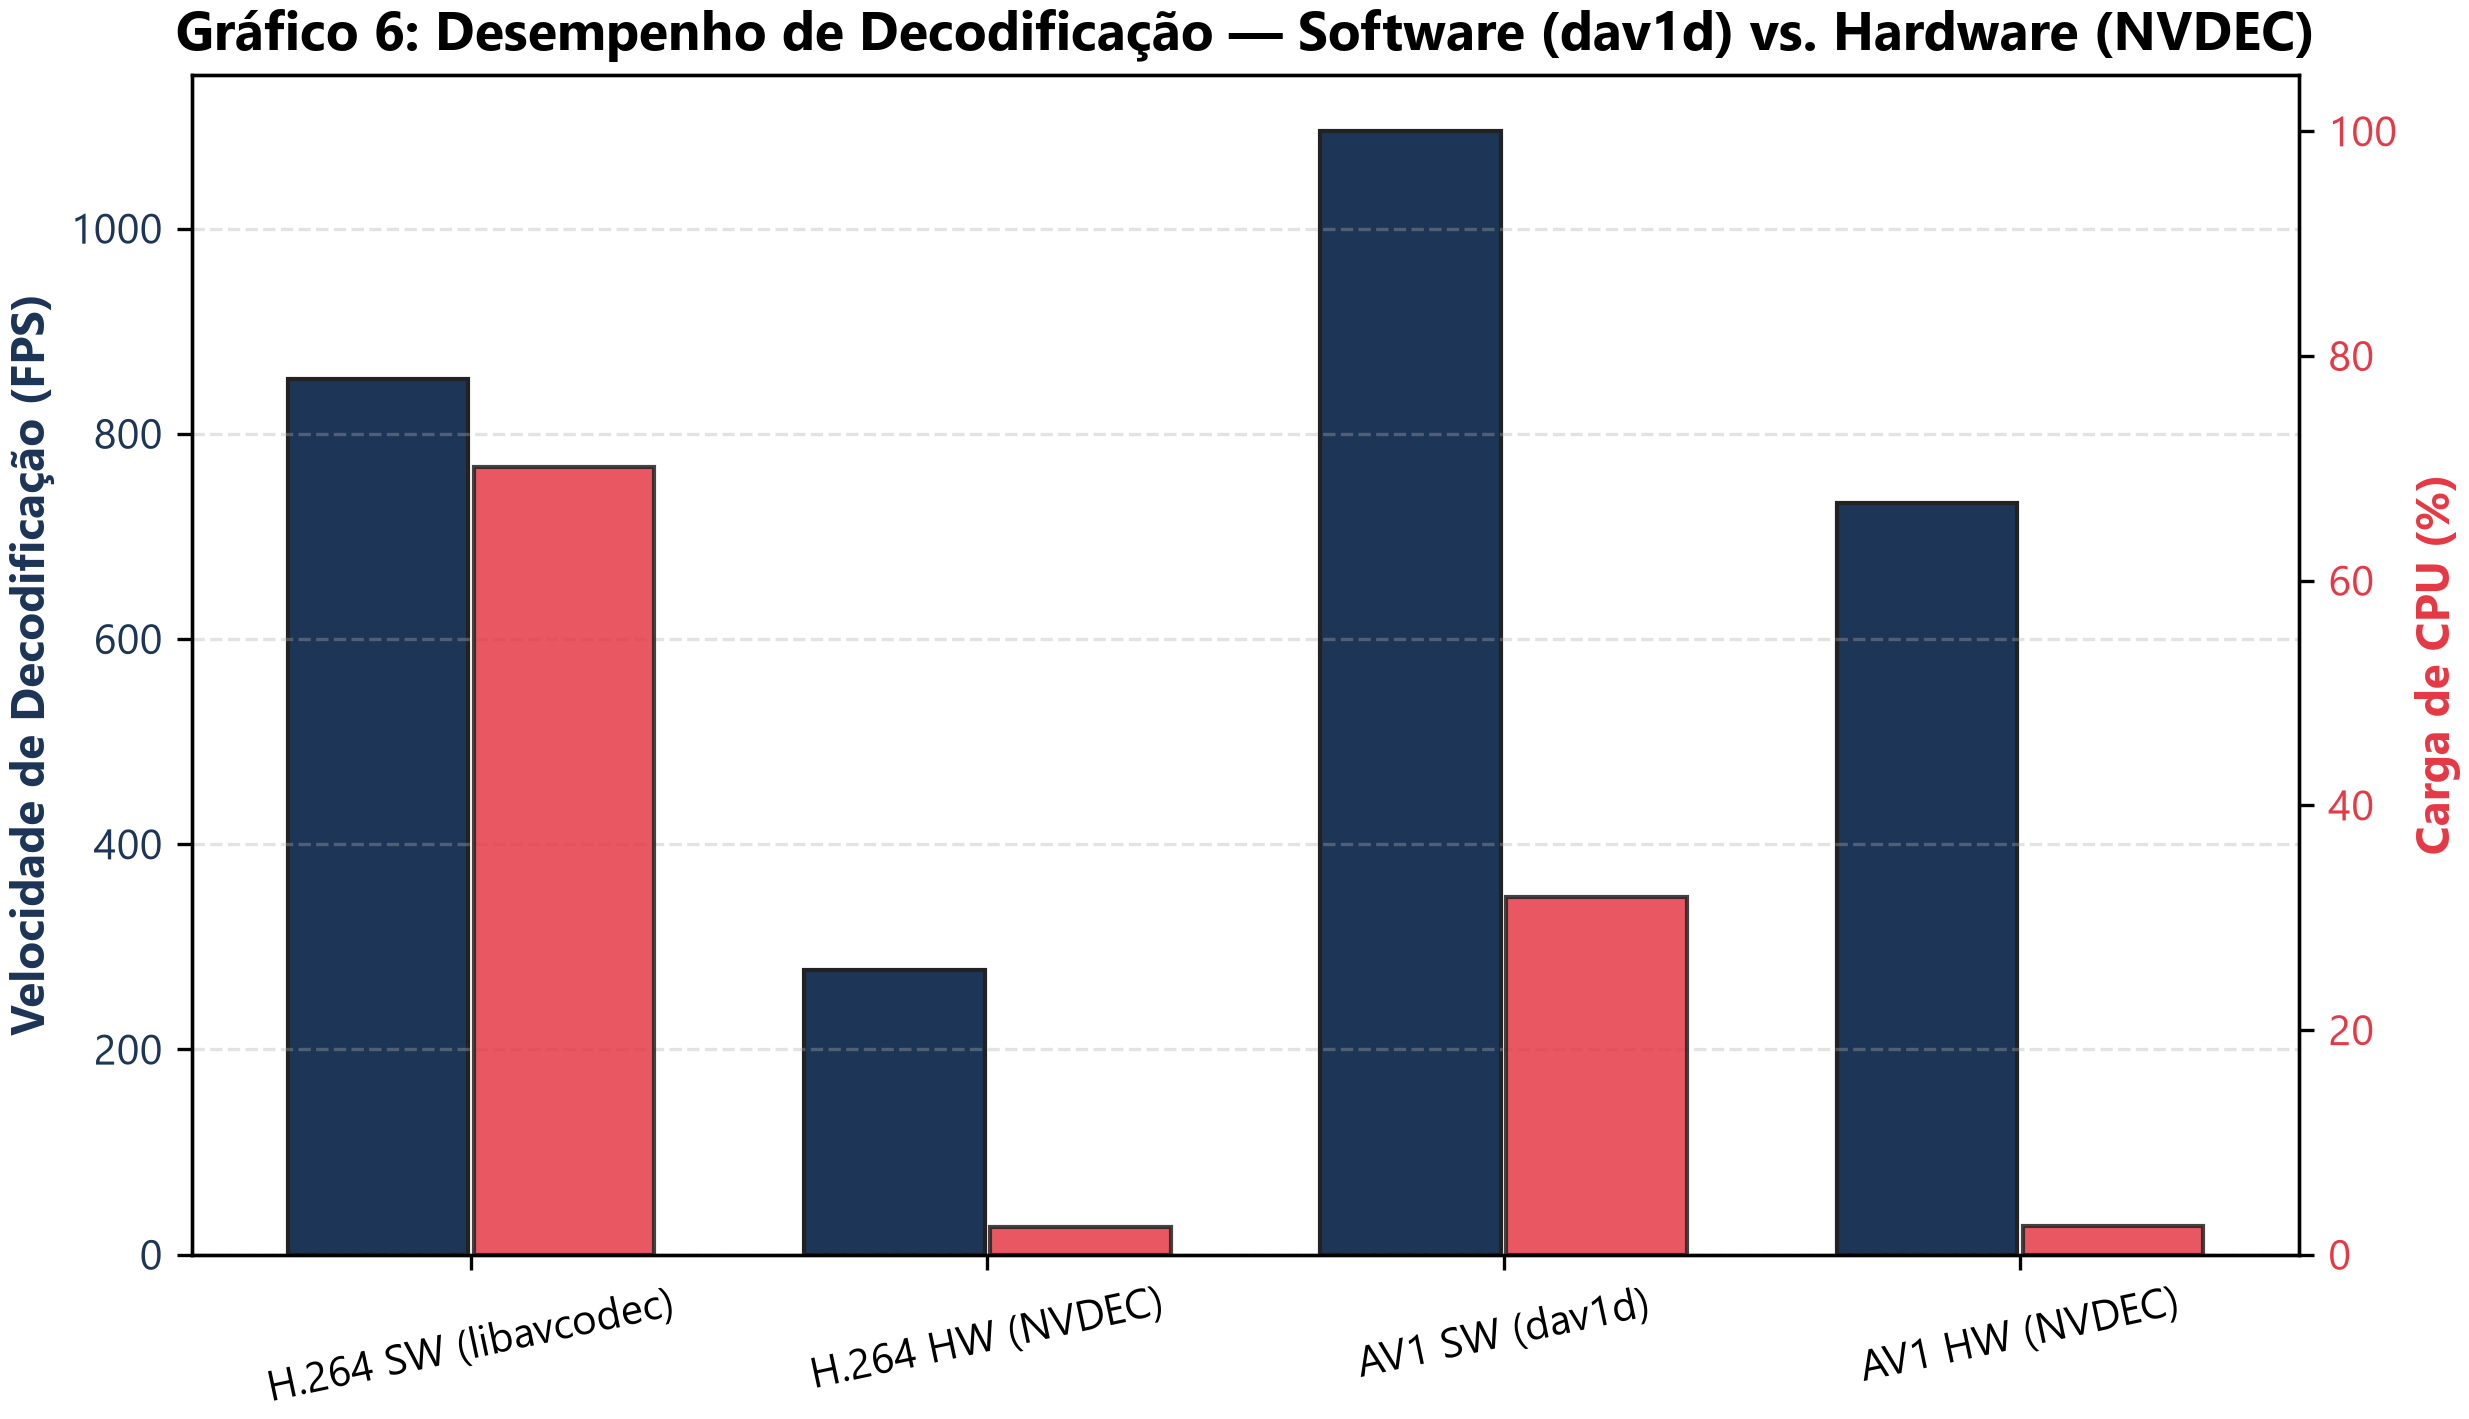 Gráfico 6: Desempenho de Decodificação — Software (dav1d) vs. Hardware (NVDEC)
Velocidade de Decodificação (FPS)
1000
800
600
400
200
0
100
80
60
40
20
0
Carga de CPU (%)
H.264 SW (libavcodec)
H.264 HW (NVDEC)
AV1 SW (dav1d)
AV1 HW (NVDEC)